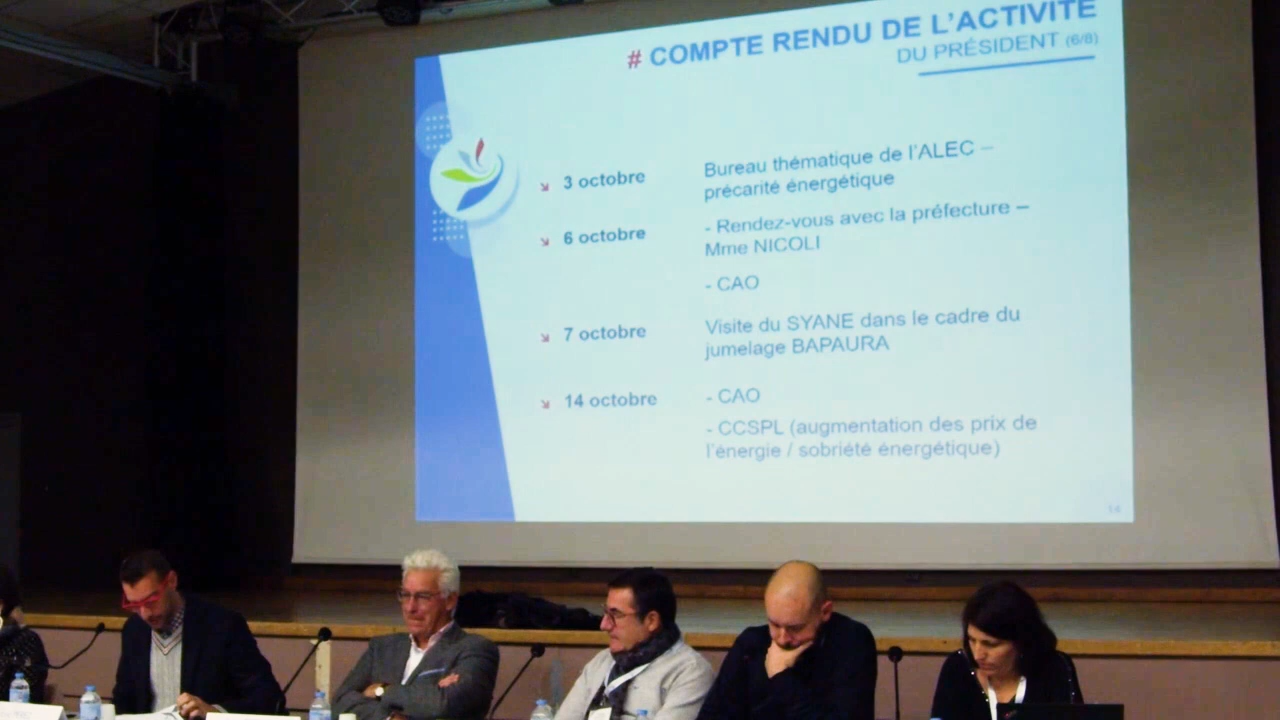 # COMPTE RENDU DE L'ACTIVITÉ
DU PRÉSIDENT (6/8)
3 octobre
Bureau thématique de l'ALEC –
précarité énergétique
6 octobre
- Rendez-vous avec la préfecture –
Mme NICOLI
- CAO
7 octobre
Visite du SYANE dans le cadre du
jumelage BAPAURA
14 octobre
- CAO
- CCSPL (augmentation des prix de
l'énergie / sobriété énergétique)